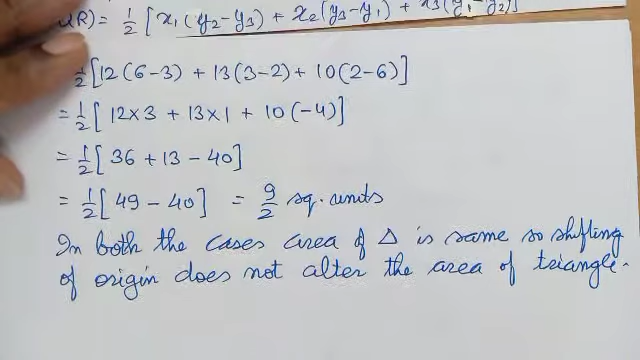 R) = 1/2 [x₁(y₂-y₃) + x₂(y₃-y₁) + x₃(y₁-y₂)]
1/2 [12(6-3) + 13(3-2) + 10(2-6)]
= 1/2 [12×3 + 13×1 + 10(-4)]
= 1/2 [36 + 13 - 40]
= 1/2 [49 - 40] = 9/2 sq. units
In both the cases area of Δ is same so shifting
of origin does not alter the area of triangle.